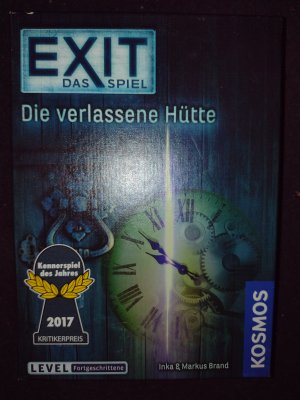 EXIT
DAS SPIEL
Die verlassene Hütte
Kennerspiel
des Jahres
2017
KRITIKERPREIS
LEVEL Fortgeschrittene
Inka & Markus Brand
KOSMOS